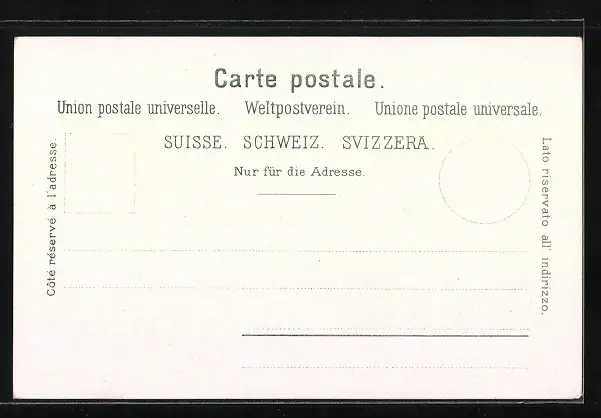 Carte postale.
Union postale universelle. Weltpostverein. Unione postale universale.
SUISSE. SCHWEIZ. SVIZZERA.
Nur für die Adresse.
Côté réservé à l'adresse.
Lato riservato all' indirizzo.